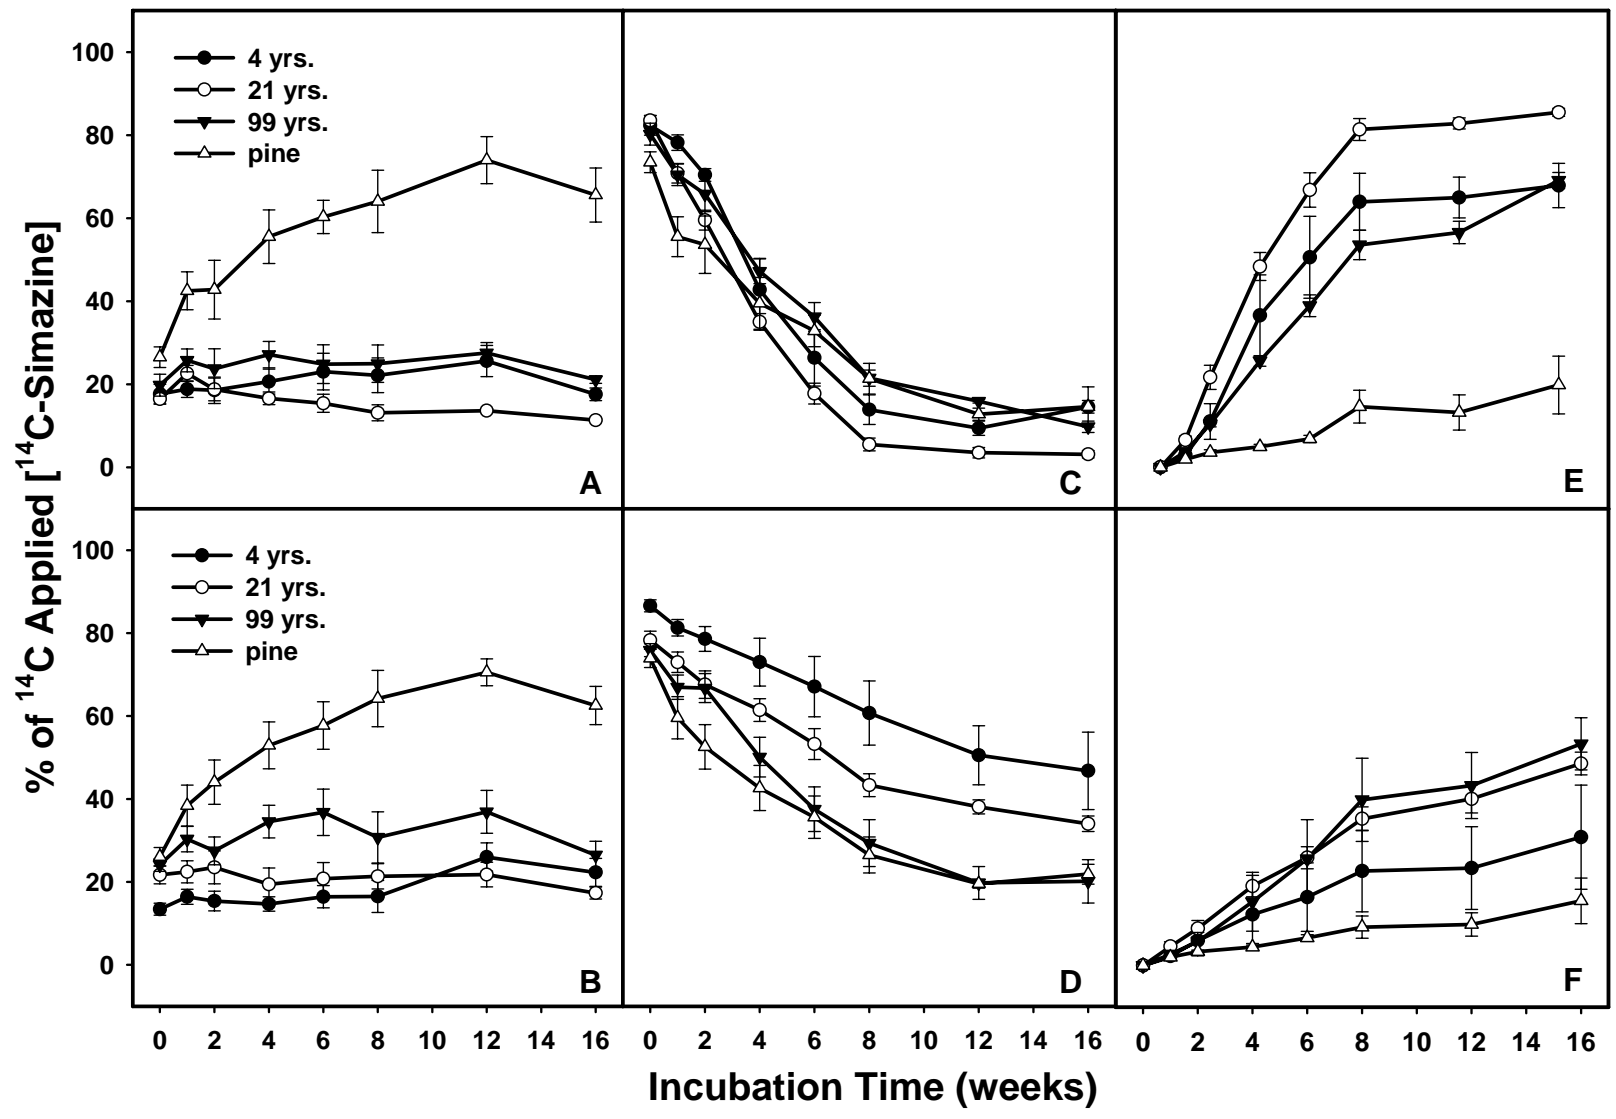 % of ¹⁴C Applied [¹⁴C-Simazine]
100
80
60
40
20
0
4 yrs.
21 yrs.
99 yrs.
pine
A
C
E
100
80
60
40
20
0
4 yrs.
21 yrs.
99 yrs.
pine
B
D
F
0 2 4 6 8 10 12 14 16
0 2 4 6 8 10 12 14 16
0 2 4 6 8 10 12 14 16
Incubation Time (weeks)